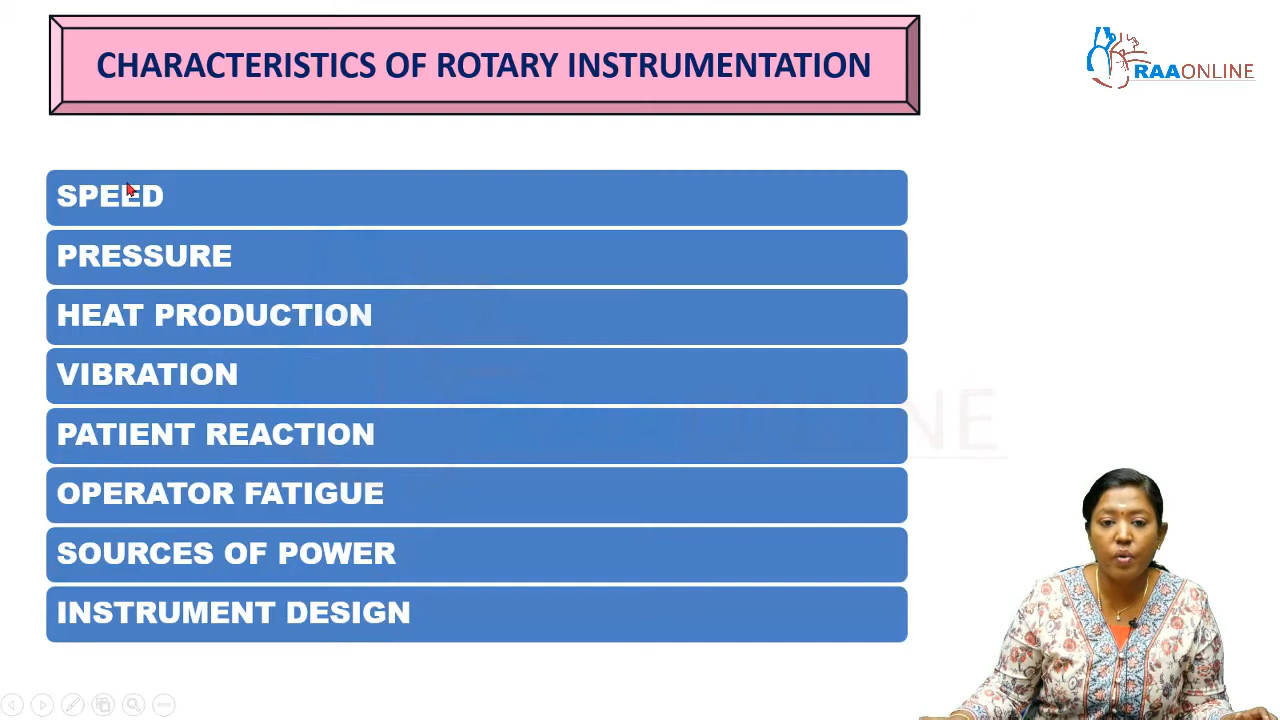 CHARACTERISTICS OF ROTARY INSTRUMENTATION
RAAONLINE
SPEED
PRESSURE
HEAT PRODUCTION
VIBRATION
PATIENT REACTION
OPERATOR FATIGUE
SOURCES OF POWER
INSTRUMENT DESIGN